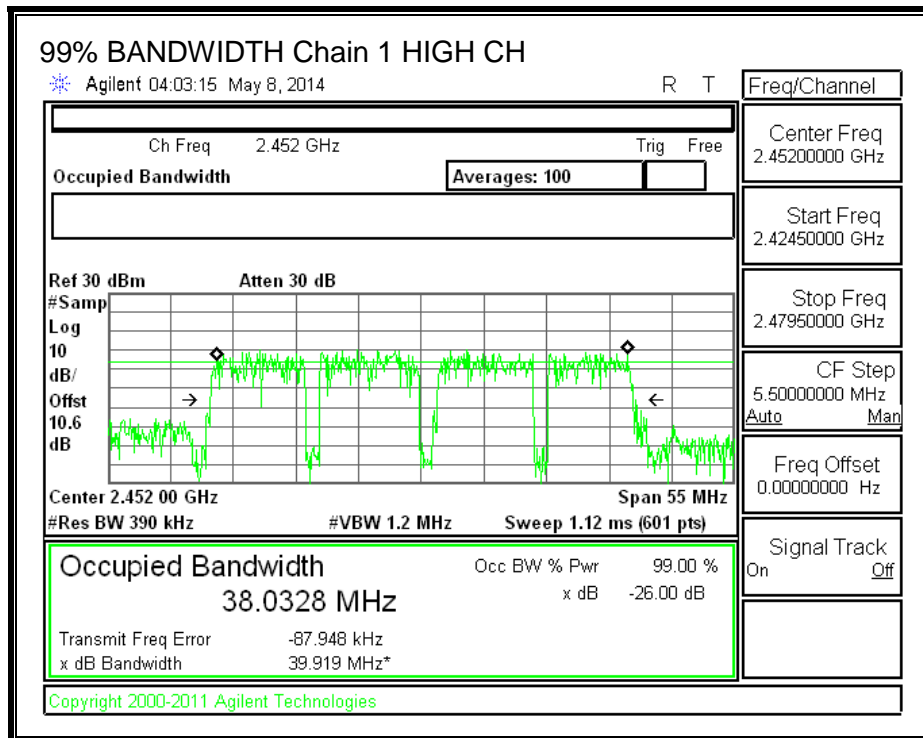 99% BANDWIDTH Chain 1 HIGH CH
Agilent 04:03:15 May 8, 2014 R T
Ch Freq 2.452 GHz Trig Free
Occupied Bandwidth Averages: 100
Ref 30 dBm Atten 30 dB
#Samp
Log
10
dB/
Offst
10.6
dB
Center 2.452 00 GHz Span 55 MHz
#Res BW 390 kHz #VBW 1.2 MHz Sweep 1.12 ms (601 pts)
Occupied Bandwidth Occ BW % Pwr 99.00 %
38.0328 MHz x dB -26.00 dB
Transmit Freq Error -87.948 kHz
x dB Bandwidth 39.919 MHz*
Copyright 2000-2011 Agilent Technologies
Freq/Channel
Center Freq
2.45200000 GHz
Start Freq
2.42450000 GHz
Stop Freq
2.47950000 GHz
CF Step
5.50000000 MHz
Auto Man
Freq Offset
0.00000000 Hz
Signal Track
On Off